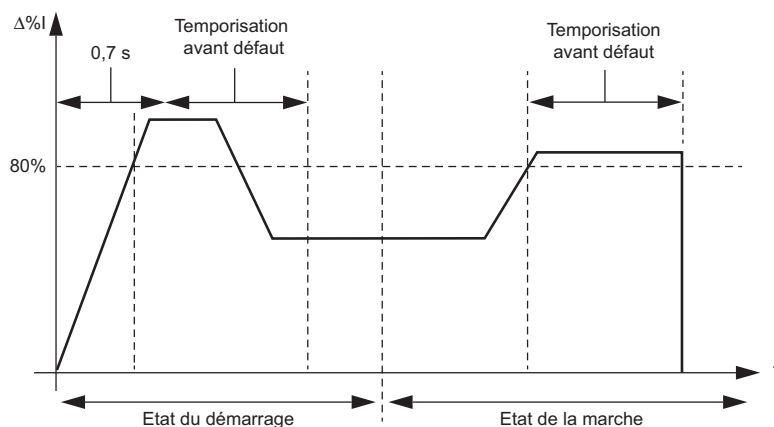 Δ%I
0,7 s
Temporisation
avant défaut
Temporisation
avant défaut
80%
Etat du démarrage
Etat de la marche